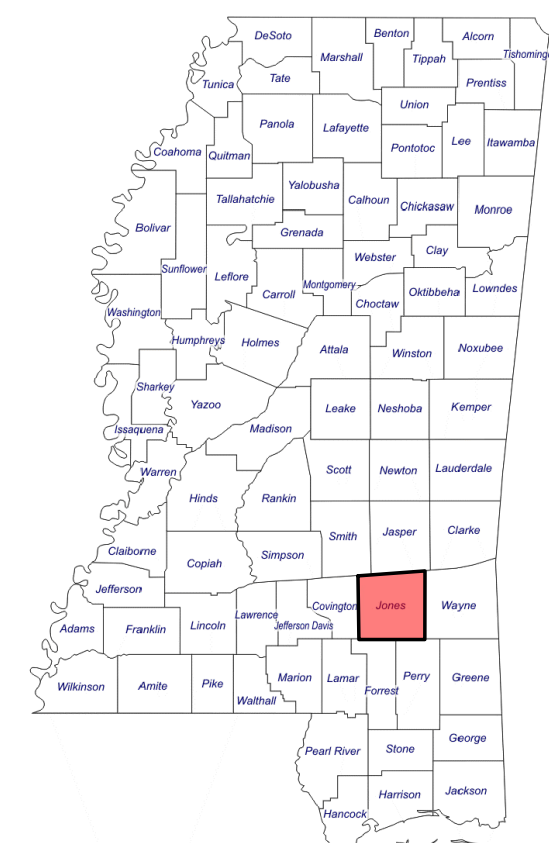 DeSoto
Benton
Alcorn
Tishoming
Marshall
Tippah
Tunica
Tate
Prentiss
Union
Panola
Lafayette
Coahoma
Quitman
Pontotoc
Lee
Itawamba
Tallahatchie
Yalobusha
Calhoun
Chickasaw
Monroe
Bolivar
Grenada
Sunflower
Leflore
Webster
Clay
Carroll
Montgomery
Choctaw
Oktibbeha
Lowndes
Washington
Humphreys
Holmes
Attala
Winston
Noxubee
Sharkey
Yazoo
Leake
Neshoba
Kemper
Issaquena
Madison
Warren
Scott
Newton
Lauderdale
Hinds
Rankin
Smith
Jasper
Clarke
Claiborne
Copiah
Simpson
Jefferson
Lawrence
Covington
Jones
Wayne
Adams
Franklin
Lincoln
Jefferson Davis
Wilkinson
Amite
Pike
Walthall
Marion
Lamar
Forrest
Perry
Greene
Pearl River
Stone
George
Hancock
Harrison
Jackson